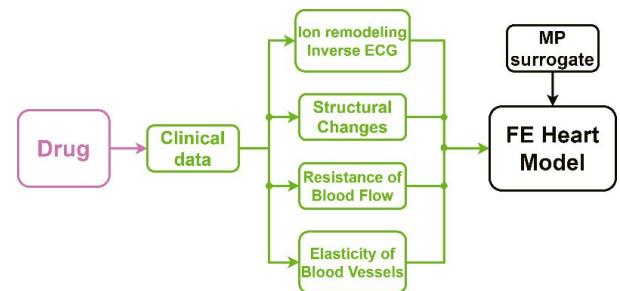 Drug
Clinical
data
Ion remodeling
Inverse ECG
Structural
Changes
Resistance of
Blood Flow
Elasticity of
Blood Vessels
MP
surrogate
FE Heart
Model